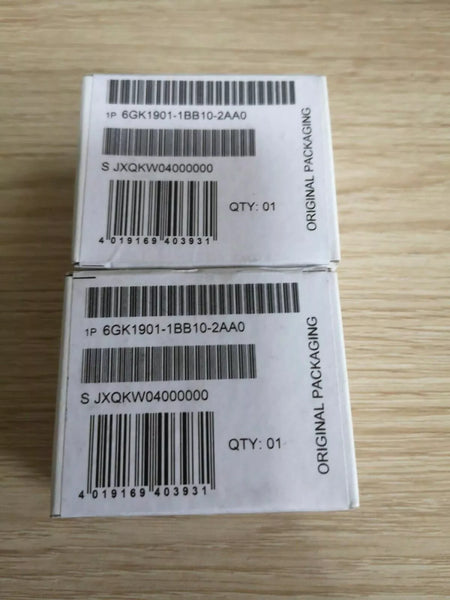 1P 6GK1901-1BB10-2AA0
S JXQKW04000000
QTY: 01
4 019169 403931
ORIGINAL PACKAGING
1P 6GK1901-1BB10-2AA0
S JXQKW04000000
QTY: 01
4 019169 403931
ORIGINAL PACKAGING